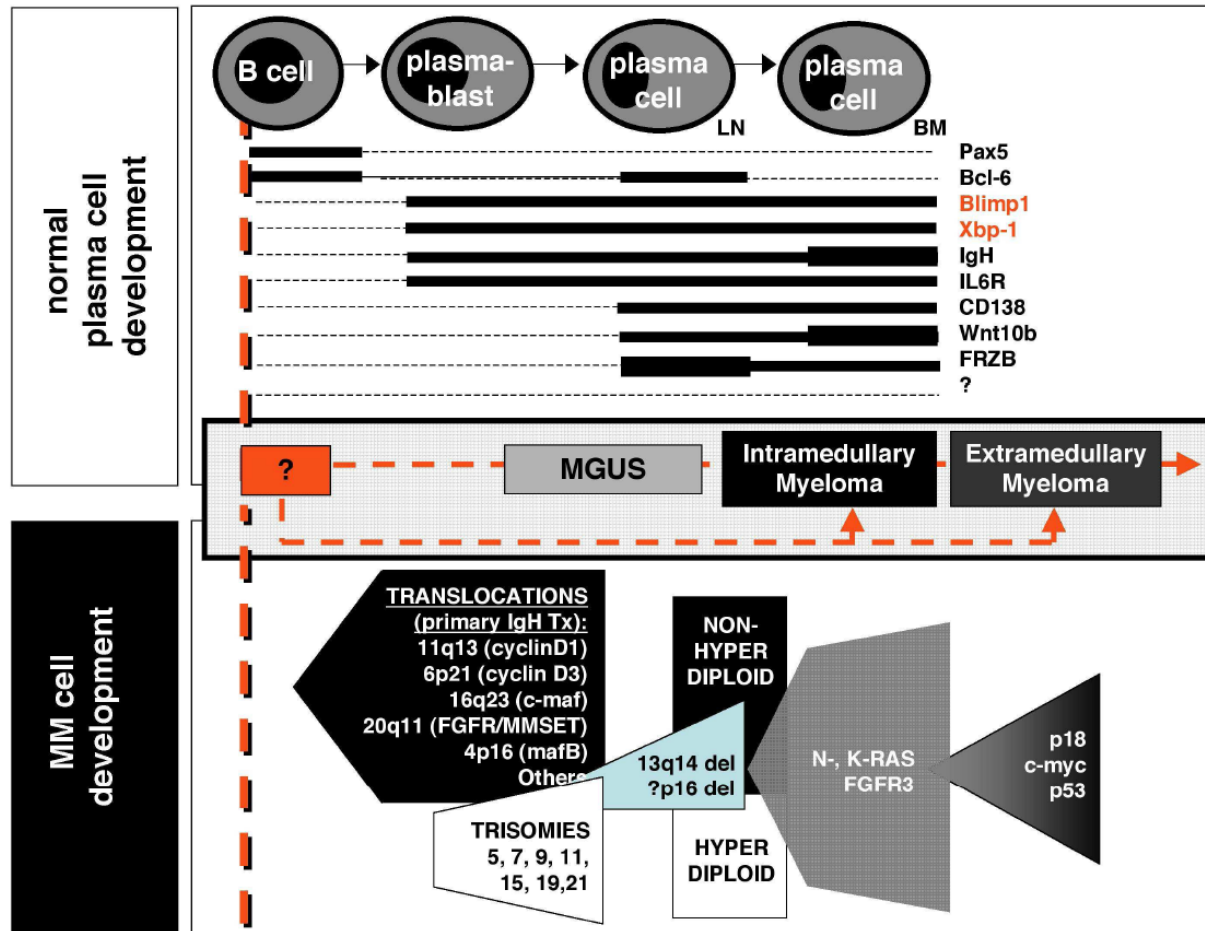 normal
plasma cell
development
B cell
plasma-
blast
plasma
cell
LN
plasma
cell
BM
Pax5
Bcl-6
Blimp1
Xbp-1
IgH
IL6R
CD138
Wnt10b
FRZB
?
?
MGUS
Intramedullary
Myeloma
Extramedullary
Myeloma
MM cell
development
TRANSLOCATIONS
(primary IgH Tx):
11q13 (cyclinD1)
6p21 (cyclin D3)
16q23 (c-maf)
20q11 (FGFR/MMSET)
4p16 (mafB)
Others
TRISOMIES
5, 7, 9, 11,
15, 19,21
13q14 del
?p16 del
NON-
HYPER
DIPLOID
HYPER
DIPLOID
N-, K-RAS
FGFR3
p18
c-myc
p53